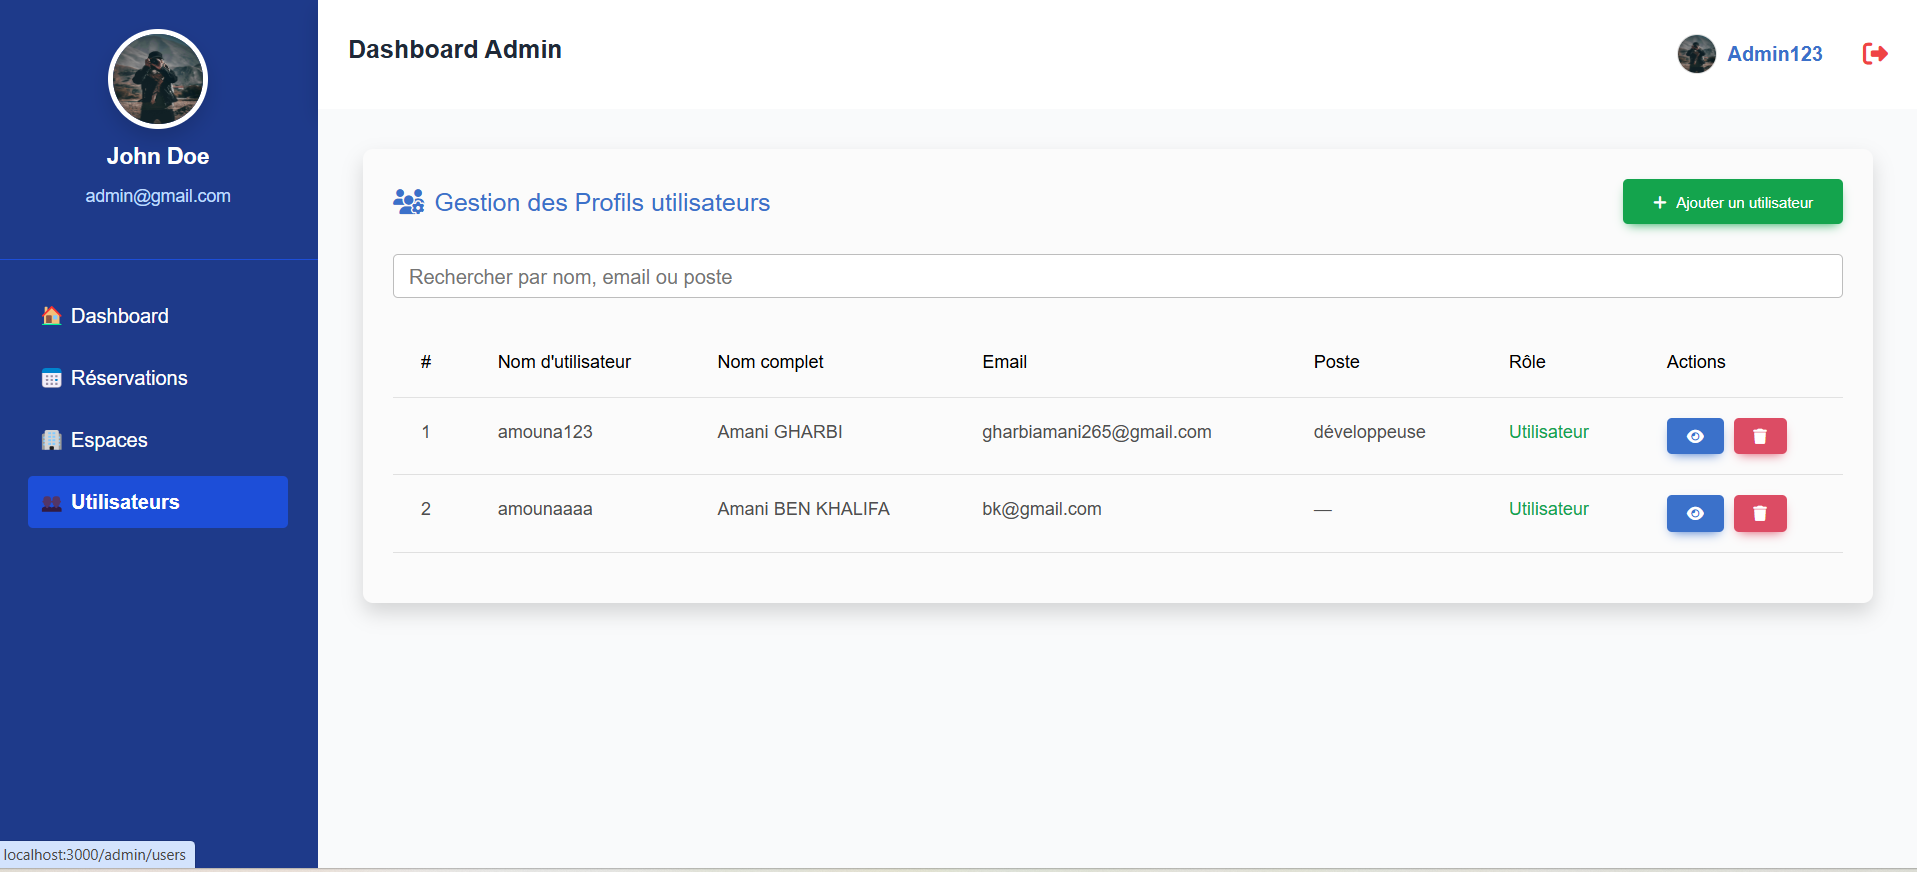 John Doe
admin@gmail.com
Dashboard
Réservations
Espaces
Utilisateurs
localhost:3000/admin/users
Dashboard Admin
Admin123
Gestion des Profils utilisateurs
+ Ajouter un utilisateur
Rechercher par nom, email ou poste
# Nom d'utilisateur Nom complet Email Poste Rôle Actions
1 amouna123 Amani GHARBI gharbiamani265@gmail.com développeuse Utilisateur
2 amounaaaa Amani BEN KHALIFA bk@gmail.com — Utilisateur